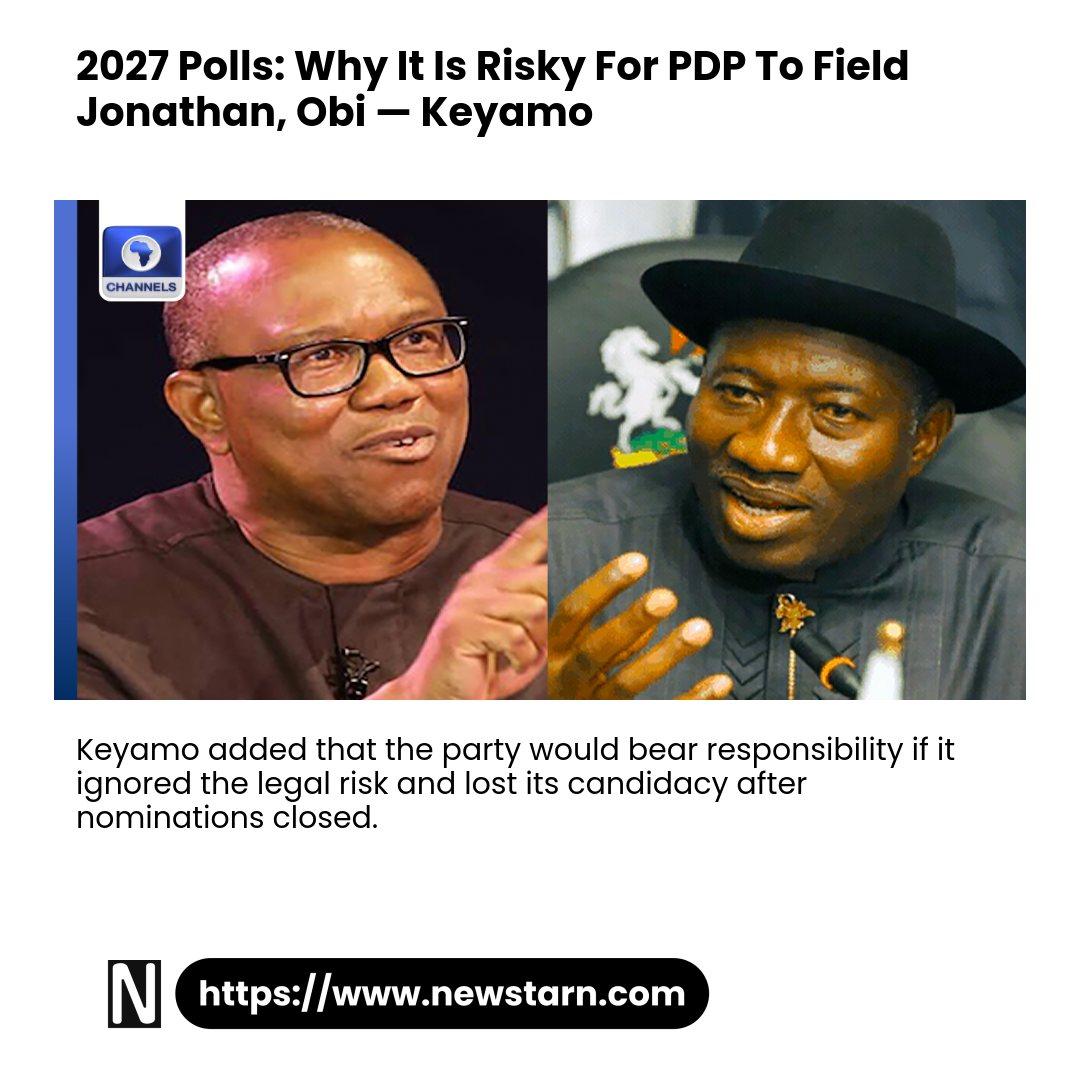 2027 Polls: Why It Is Risky For PDP To Field
Jonathan, Obi — Keyamo
CHANNELS
Keyamo added that the party would bear responsibility if it
ignored the legal risk and lost its candidacy after
nominations closed.
N
https://www.newstarn.com